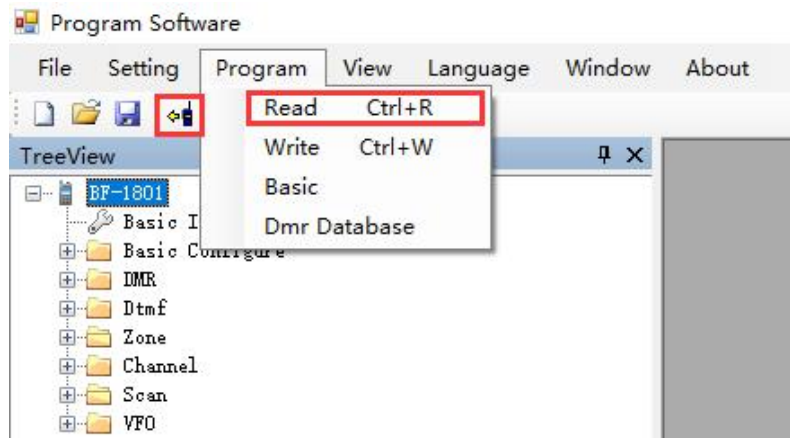 Program Software
File Setting Program View Language Window About
Read Ctrl+R
TreeView
Write Ctrl+W
BF-1801
Basic
Basic I
Dmr Database
Basic Configure
DMR
Dtmf
Zone
Channel
Scan
VFO